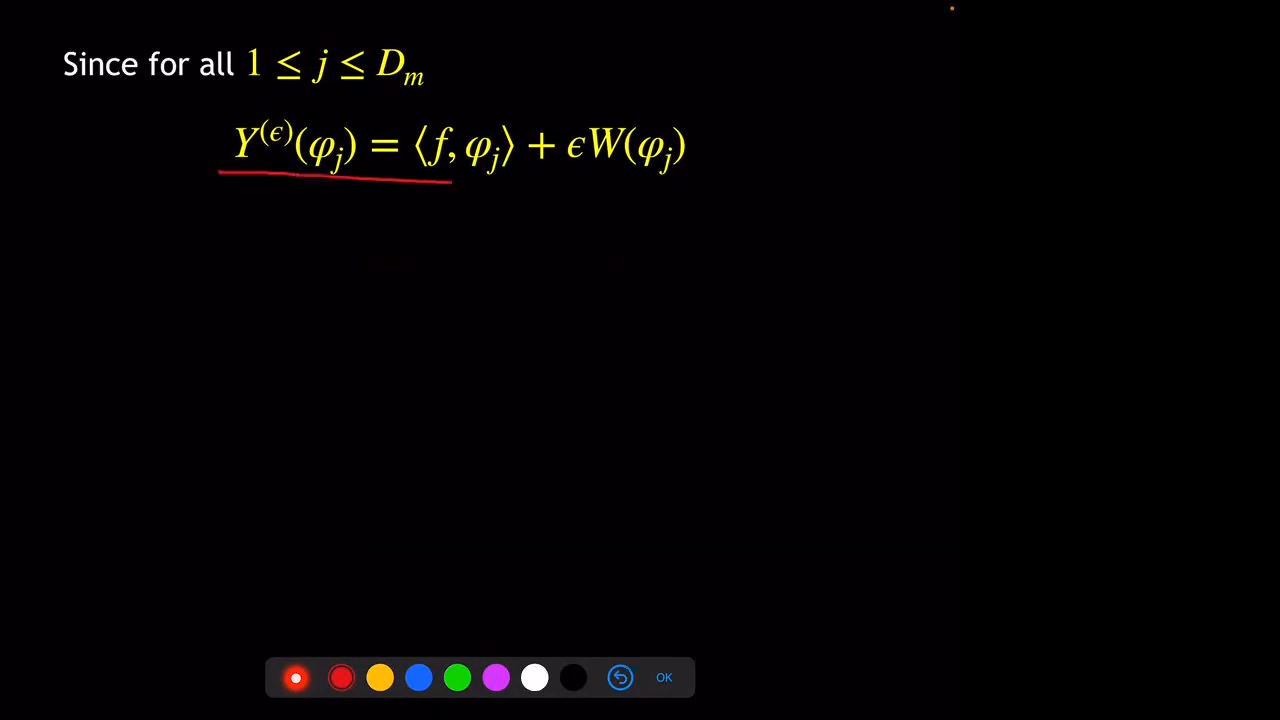 Since for all 1 ≤ j ≤ D_m
Y^{(ϵ)}(φ_j) = ⟨f, φ_j⟩ + ϵW(φ_j)
OK